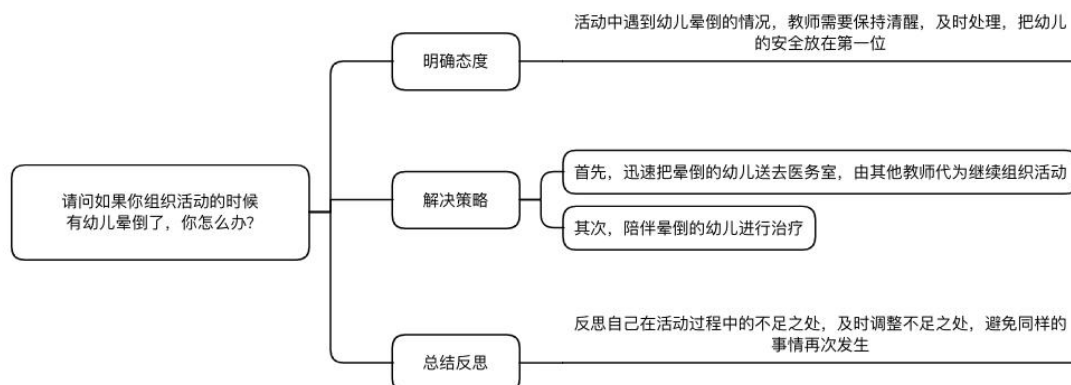 请问如果你组织活动的时候
有幼儿晕倒了，你怎么办?
明确态度
活动中遇到幼儿晕倒的情况，教师需要保持清醒，及时处理，把幼儿
的安全放在第一位
解决策略
首先，迅速把晕倒的幼儿送去医务室，由其他教师代为继续组织活动
其次，陪伴晕倒的幼儿进行治疗
总结反思
反思自己在活动过程中的不足之处，及时调整不足之处，避免同样的
事情再次发生